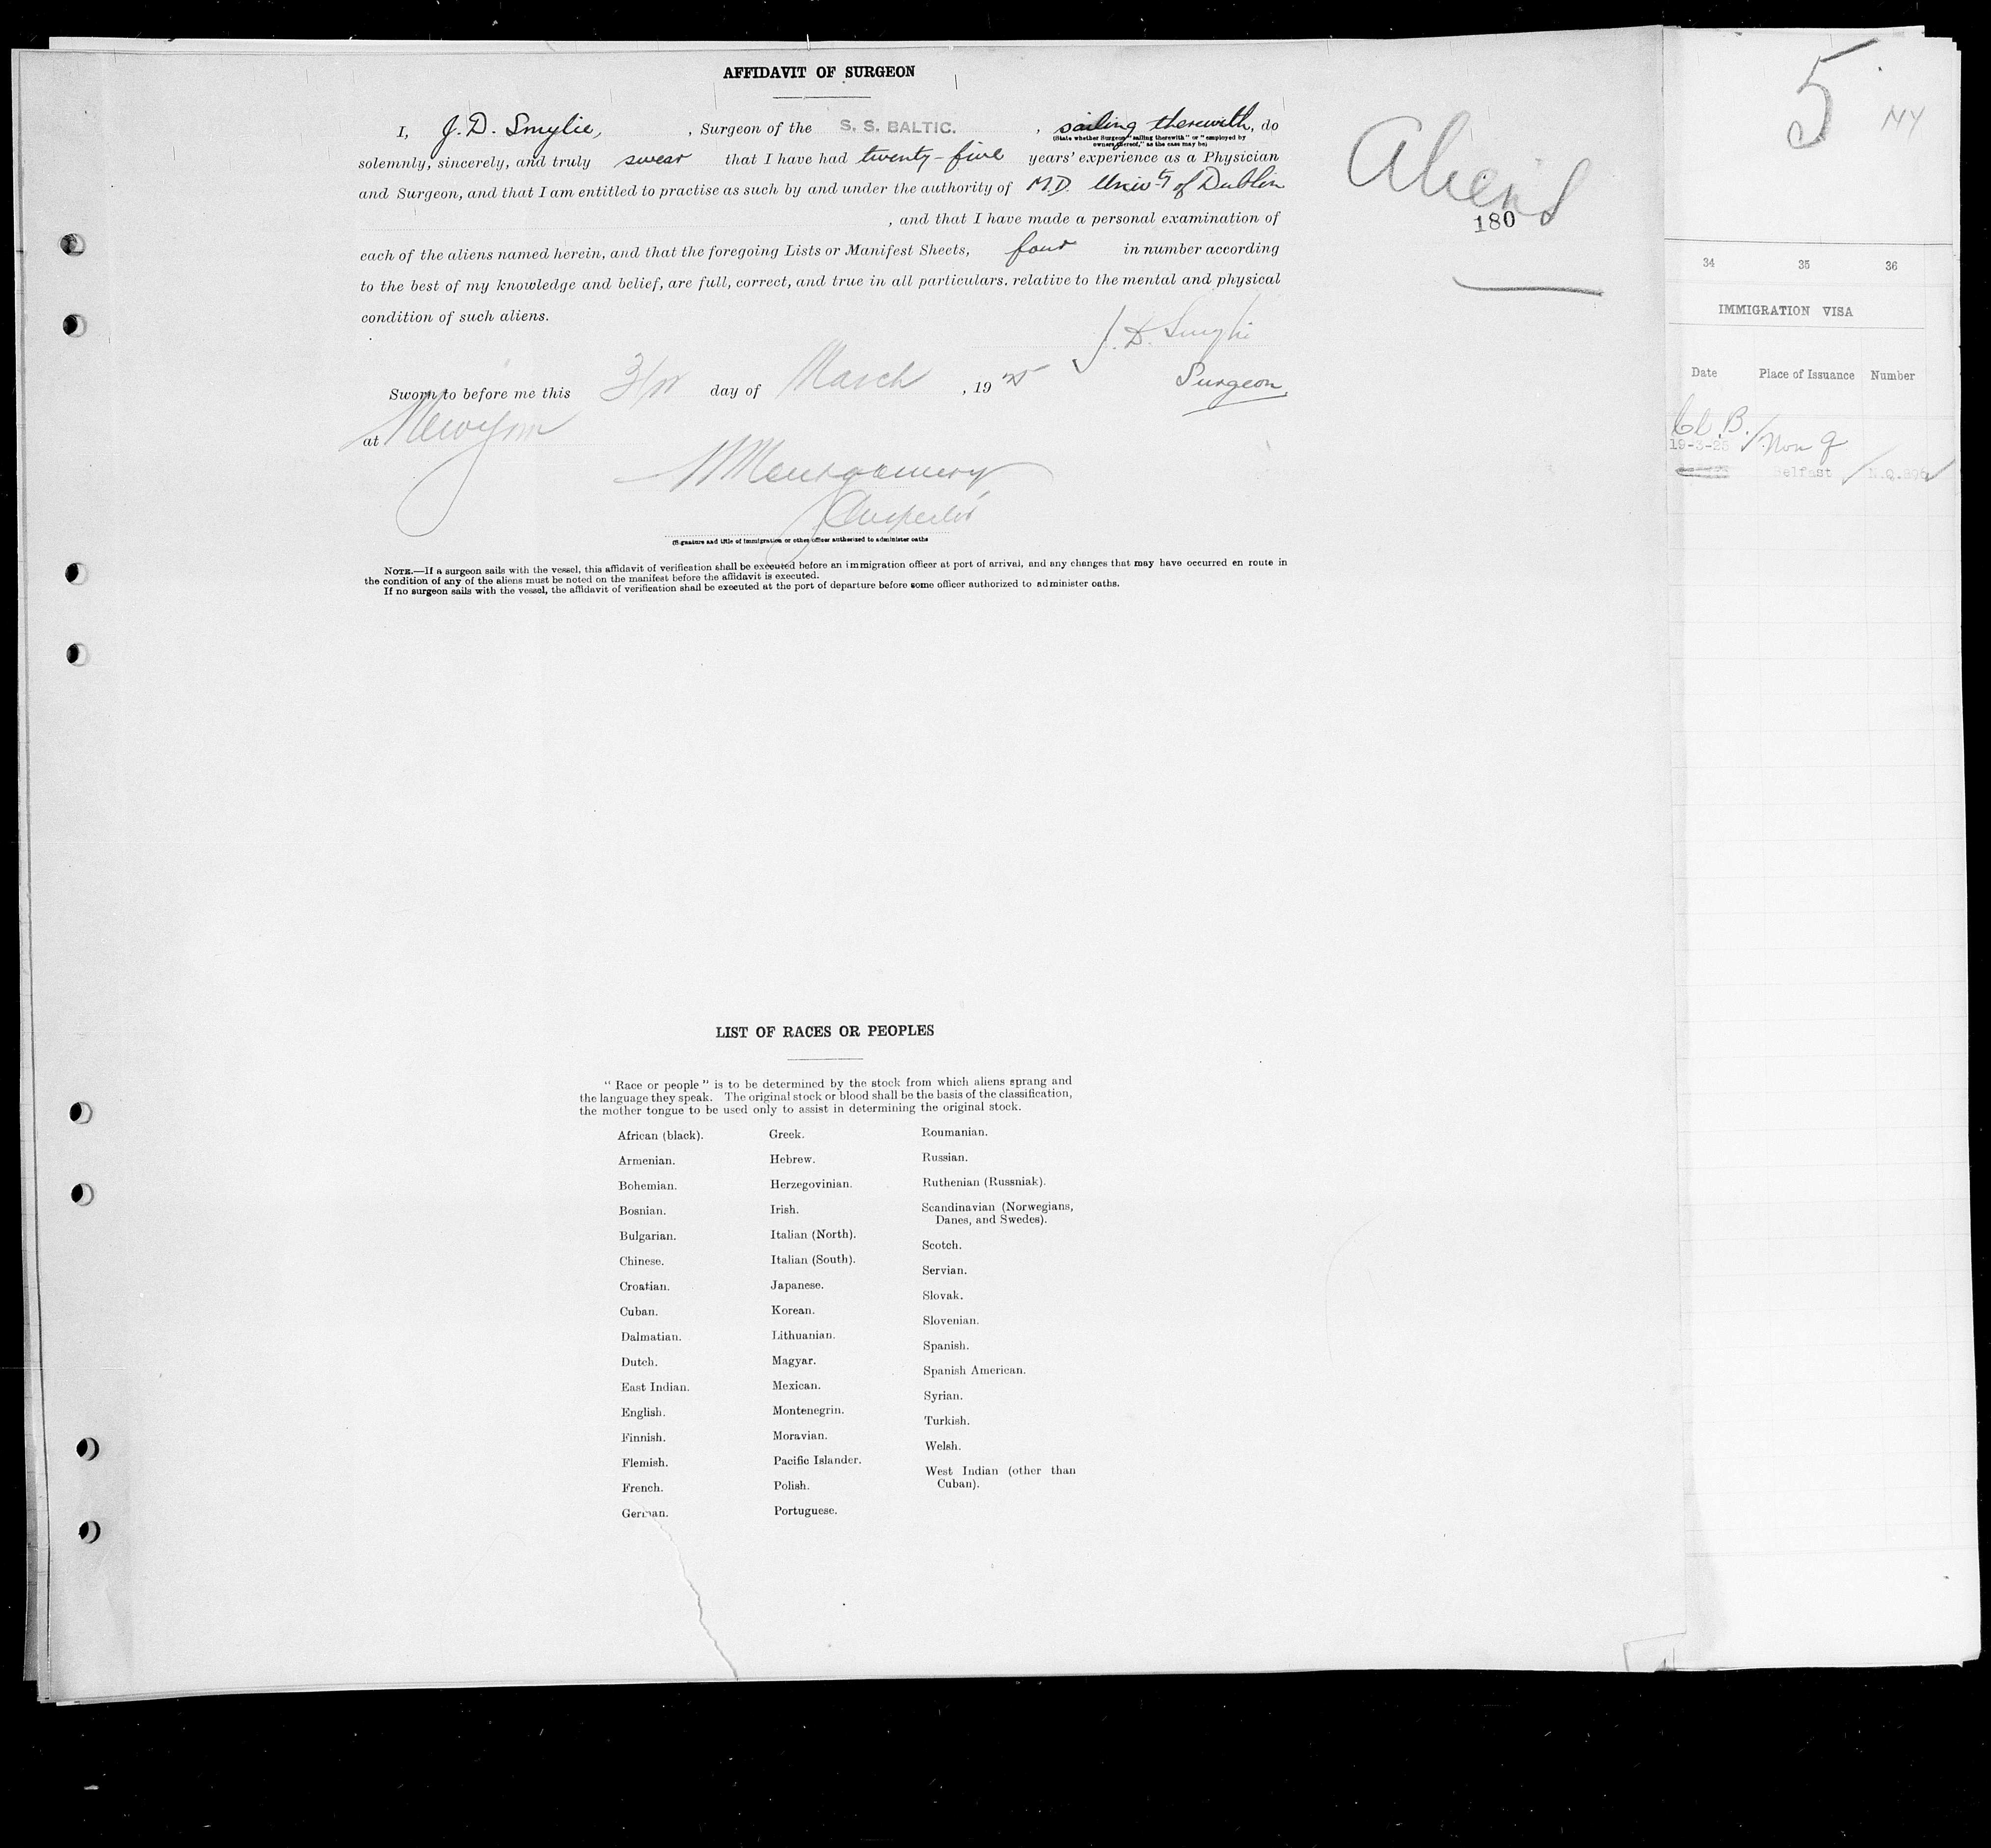 AFFIDAVIT OF SURGEON
I, J. D. Smylie, , Surgeon of the S. S. BALTIC. , sailing therewith, do
(State whether Surgeon "sailing therewith" or "employed by
owners thereof," as the case may be)
solemnly, sincerely, and truly swear that I have had twenty-five years' experience as a Physician
and Surgeon, and that I am entitled to practise as such by and under the authority of M.D. Univty of Dublin
, and that I have made a personal examination of
each of the aliens named herein, and that the foregoing Lists or Manifest Sheets, four in number according
to the best of my knowledge and belief, are full, correct, and true in all particulars. relative to the mental and physical
condition of such aliens.
J. D. Smylie
Surgeon
Sworn to before me this day of March , 19 25
at New York
Montgomery
Inspector
(Signature and title of immigration or other officer authorized to administer oaths
NOTE.—If a surgeon sails with the vessel, this affidavit of verification shall be executed before an immigration officer at port of arrival, and any changes that may have occurred en route in
the condition of any of the aliens must be noted on the manifest before the affidavit is executed.
If no surgeon sails with the vessel, the affidavit of verification shall be executed at the port of departure before some officer authorized to administer oaths.
Aliens
180
LIST OF RACES OR PEOPLES
" Race or people " is to be determined by the stock from which aliens sprang and
the language they speak. The original stock or blood shall be the basis of the classification,
the mother tongue to be used only to assist in determining the original stock.
African (black).
Armenian.
Bohemian.
Bosnian.
Bulgarian.
Chinese.
Croatian.
Cuban.
Dalmatian.
Dutch.
East Indian.
English.
Finnish.
Flemish.
French.
German.
Greek.
Hebrew.
Herzegovinian.
Irish.
Italian (North).
Italian (South).
Japanese.
Korean.
Lithuanian.
Magyar.
Mexican.
Montenegrin.
Moravian.
Pacific Islander.
Polish.
Portuguese.
Roumanian.
Russian.
Ruthenian (Russniak).
Scandinavian (Norwegians,
Danes, and Swedes).
Scotch.
Servian.
Slovak.
Slovenian.
Spanish.
Spanish American.
Syrian.
Turkish.
Welsh.
West Indian (other than
Cuban).
5
NY
34 35 36
IMMIGRATION VISA
Date Place of Issuance Number
Non Q
19-3-25
Belfast